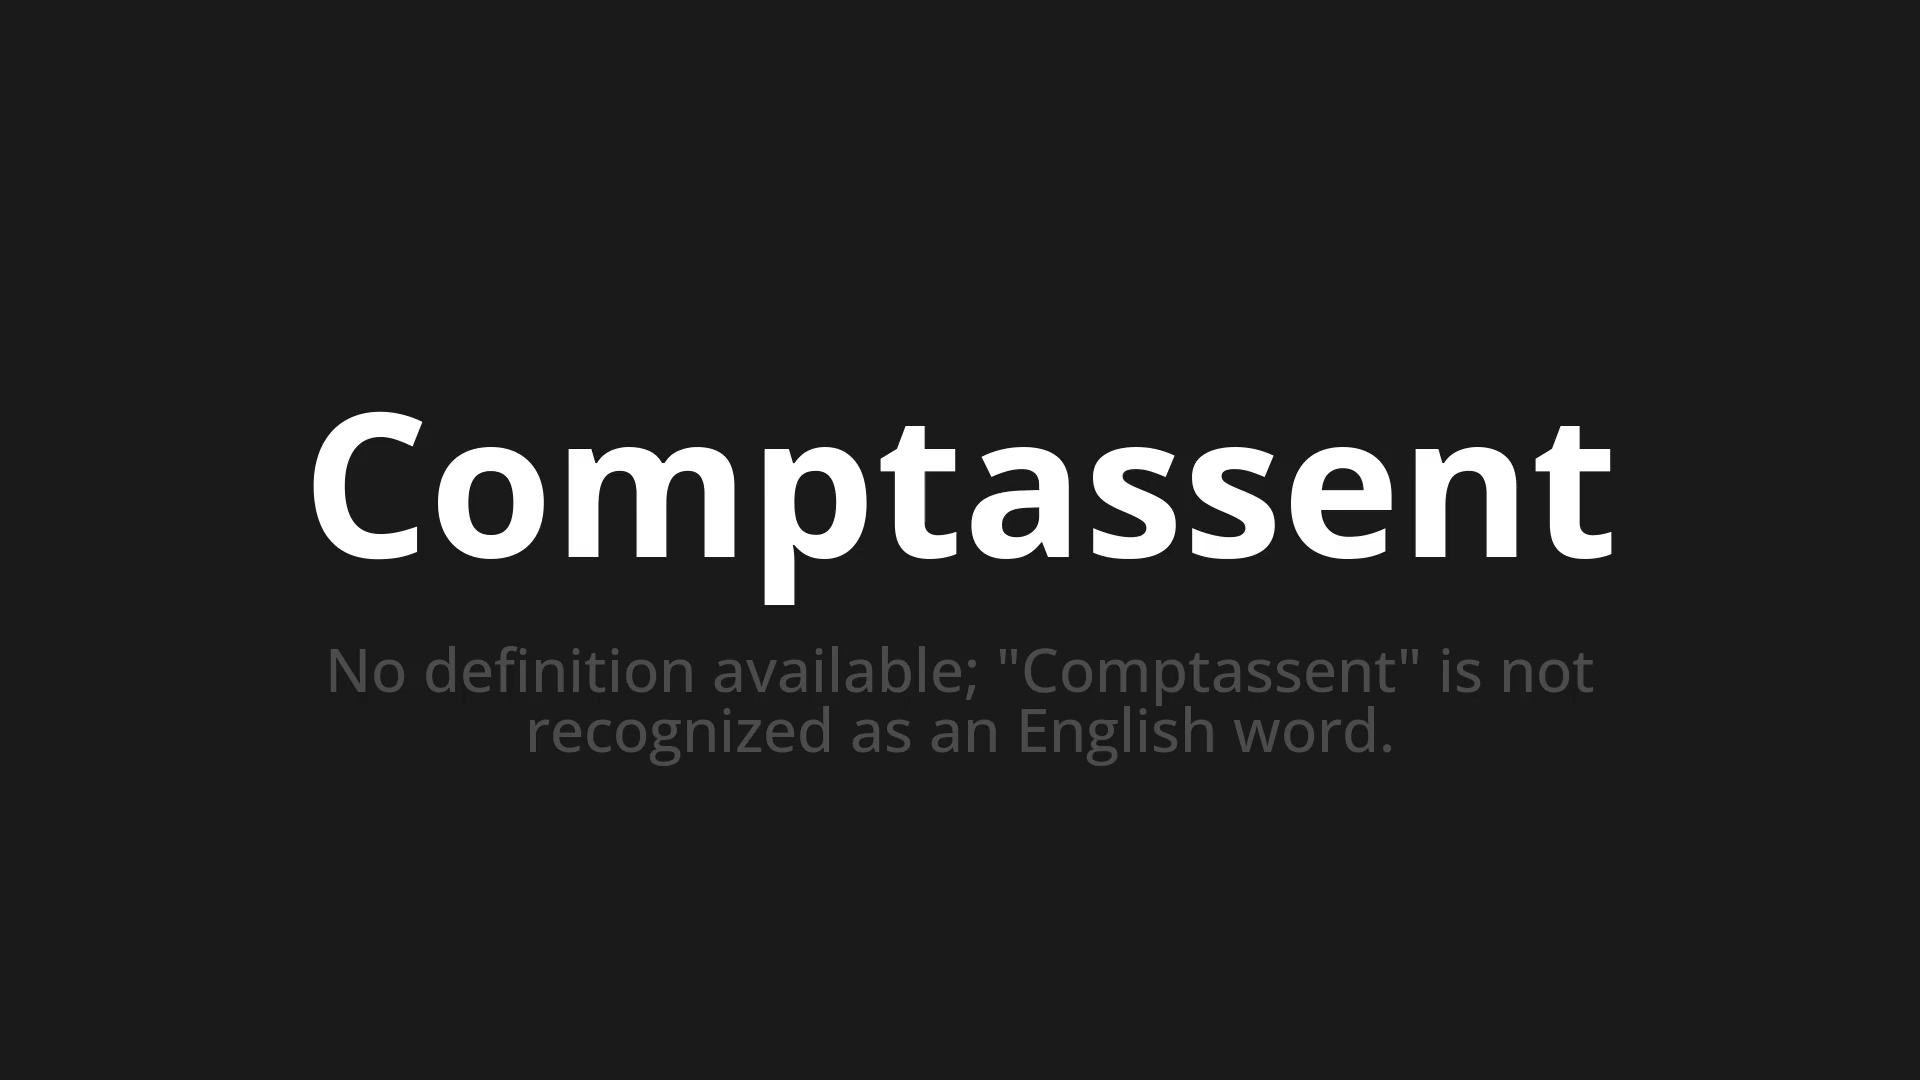 Comptassent
No definition available; "Comptassent" is not
recognized as an English word.